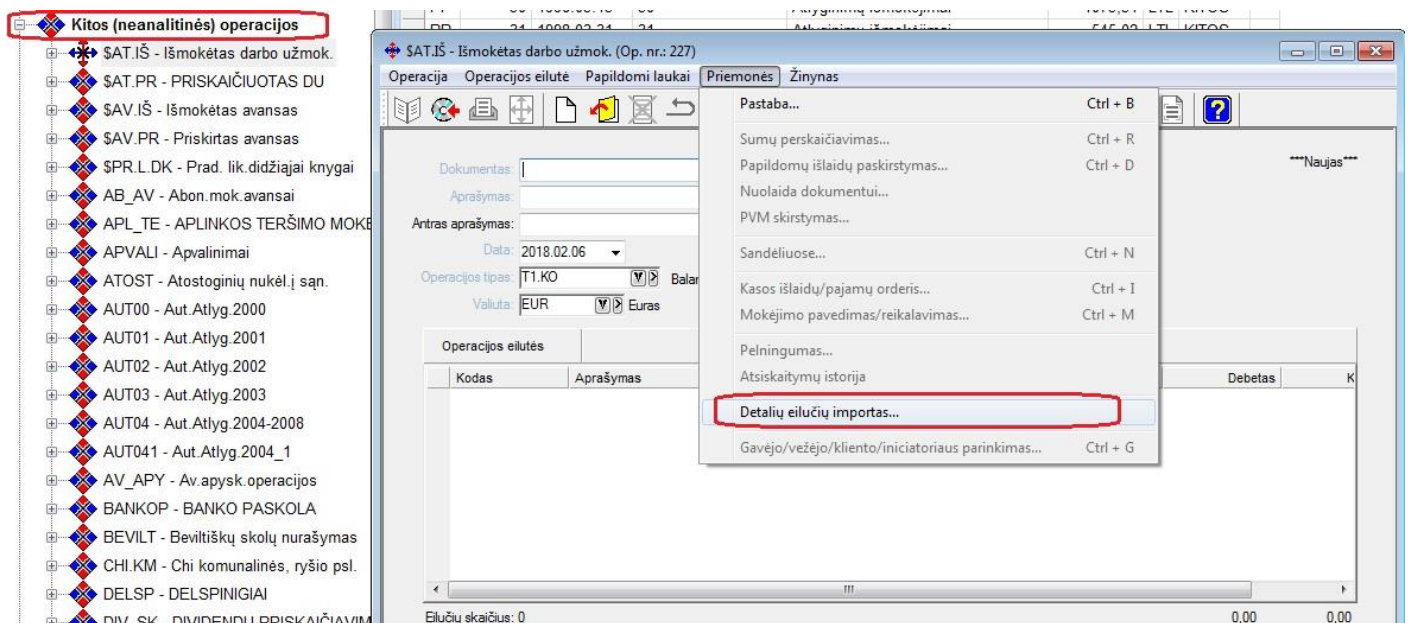 Kitos (neanalitinės) operacijos
$AT.IŠ - Išmokėtas darbo užmok.
$AT.PR - PRISKAIČIUOTAS DU
$AV.IŠ - Išmokėtas avansas
$AV.PR - Priskirtas avansas
$PR.L.DK - Prad. lik.didžiajai knygai
AB_AV - Abon.mok.avansai
APL_TE - APLINKOS TERŠIMO MOKE
APVALI - Apvalinimai
ATOST - Atostoginių nukėl.į sąn.
AUT00 - Aut.Atlyg.2000
AUT01 - Aut.Atlyg.2001
AUT02 - Aut.Atlyg.2002
AUT03 - Aut.Atlyg.2003
AUT04 - Aut.Atlyg.2004-2008
AUT041 - Aut.Atlyg.2004_1
AV_APY - Av.apysk.operacijos
BANKOP - BANKO PASKOLA
BEVILT - Beviltiškų skolų nurašymas
CHI.KM - Chi komunalinės, ryšio psl.
DELSP - DELSPINIGIAI
DIV_SK - DIVIDENDU PRISKAIČIAVIM
$AT.IŠ - Išmokėtas darbo užmok. (Op. nr.: 227)
Operacija Operacijos eilutė Papildomi laukai Priemonės Žinynas
Pastaba... Ctrl + B
Sumų perskaičiavimas... Ctrl + R
Papildomų išlaidų paskirstymas... Ctrl + D
Nuolaida dokumentui...
PVM skirstymas...
Sandėliuose... Ctrl + N
Kasos išlaidų/pajamų orderis... Ctrl + I
Mokėjimo pavedimas/reikalavimas... Ctrl + M
Pelningumas...
Atsiskaitymų istorija
Detalių eilučių importas...
Gavėjo/vežėjo/kliento/iniciatoriaus parinkimas... Ctrl + G
***Naujas***
Dokumentas:
Aprašymas:
Antras aprašymas:
Data: 2018.02.06
Operacijos tipas: T1.KO Balan
Valiuta: EUR Euras
Operacijos eilutės
Kodas Aprašymas Debetas K
Eilučių skaičius: 0 0,00 0,00